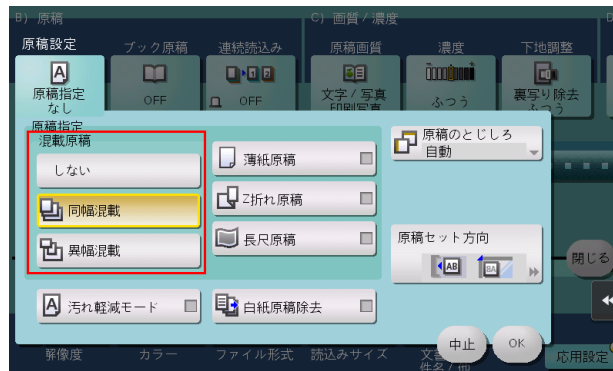 B) 原稿
C) 画質 / 濃度
原稿設定
ブック原稿
連続読込み
原稿画質
濃度
下地調整
原稿指定
なし
OFF
OFF
文字 / 写真
印刷写真
ふつう
裏写り除去
ふつう
原稿指定
混載原稿
しない
同幅混載
異幅混載
薄紙原稿
Z折れ原稿
長尺原稿
原稿のとじしろ
自動
原稿セット方向
AB
BA
汚れ軽減モード
白紙原稿除去
閉じる
中止
OK
解像度
カラー
ファイル形式
読込みサイズ
件名 / 他
応用設定